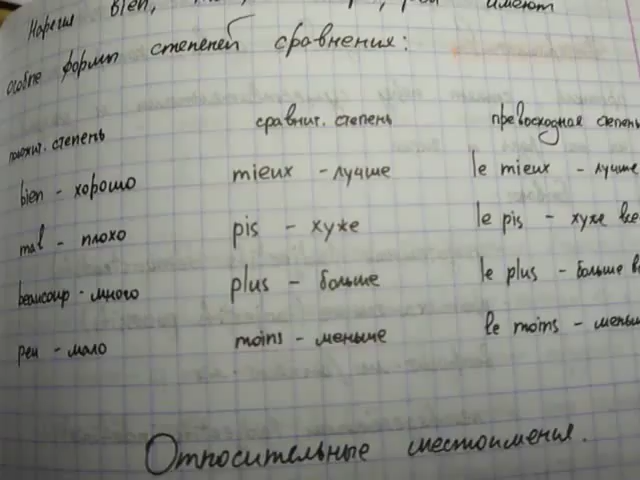 Наречия bien, имеют
особые формы степеней сравнения:
полож. степень сравнит. степень превосходная степень
bien - хорошо mieux - лучше le mieux - лучше
mal - плохо pis - хуже le pis - хуже все
beaucoup - много plus - больше le plus - больше в
peu - мало moins - меньше le moins - меньш
Относительные местоимения.